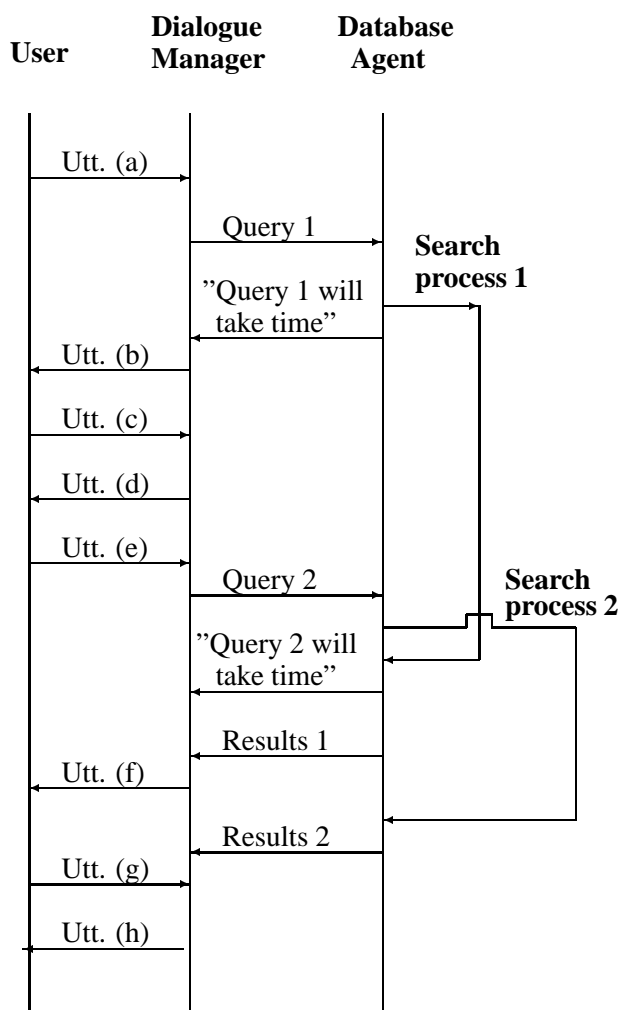 User
Dialogue
Manager
Database
Agent
Utt. (a)
Query 1
Search
process 1
”Query 1 will
take time”
Utt. (b)
Utt. (c)
Utt. (d)
Utt. (e)
Query 2
Search
process 2
”Query 2 will
take time”
Results 1
Utt. (f)
Results 2
Utt. (g)
Utt. (h)